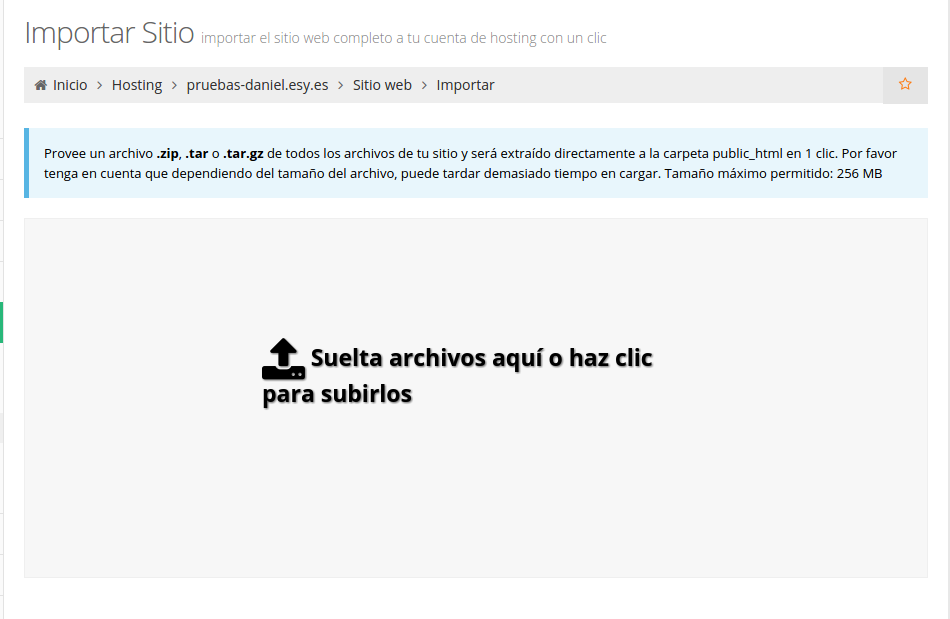 Importar Sitio importar el sitio web completo a tu cuenta de hosting con un clic
Inicio > Hosting > pruebas-daniel.esy.es > Sitio web > Importar
Provee un archivo .zip, .tar o .tar.gz de todos los archivos de tu sitio y será extraído directamente a la carpeta public_html en 1 clic. Por favor
tenga en cuenta que dependiendo del tamaño del archivo, puede tardar demasiado tiempo en cargar. Tamaño máximo permitido: 256 MB
Suelta archivos aquí o haz clic
para subirlos